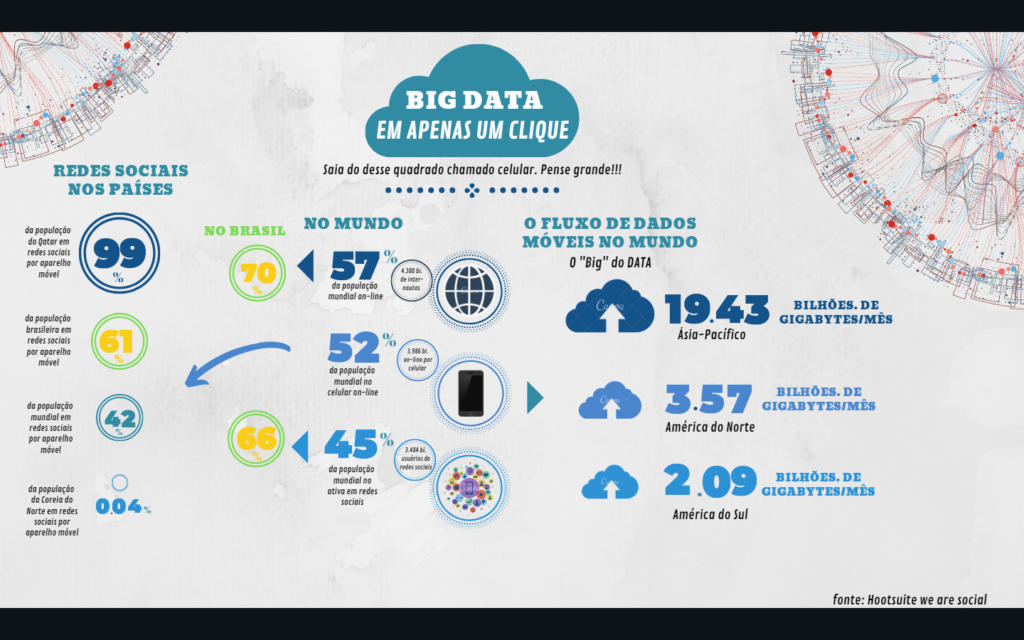 BIG DATA
EM APENAS UM CLIQUE
Saia do desse quadrado chamado celular. Pense grande!!!
REDES SOCIAIS
NOS PAÍSES
da população
do Qatar em
redes sociais
por aparelho
móvel
99
%
da população
brasileira em
redes sociais
por aparelho
móvel
61
%
da população
mundial em
redes sociais
por aparelho
móvel
42
%
da população
da Coreia do
Norte em redes
sociais por
aparelho móvel
0.04%
NO BRASIL
70
%
66
%
NO MUNDO
57%
da população
mundial on-line
4.388 bi.
de inter-
nautas
52%
da população
mundial no
celular on-line
3.986 bi.
on-line por
celular
45%
da população
mundial no
ativa em redes
sociais
3.484 bi.
usuários de
redes sociais
O FLUXO DE DADOS
MÓVEIS NO MUNDO
O "Big" do DATA
Canva
19.43
BILHÕES. DE
GIGABYTES/MÊS
Ásia-Pacífico
Canva
3.57
BILHÕES. DE
GIGABYTES/MÊS
América do Norte
Canva
2.09
BILHÕES. DE
GIGABYTES/MÊS
América do Sul
fonte: Hootsuite we are social